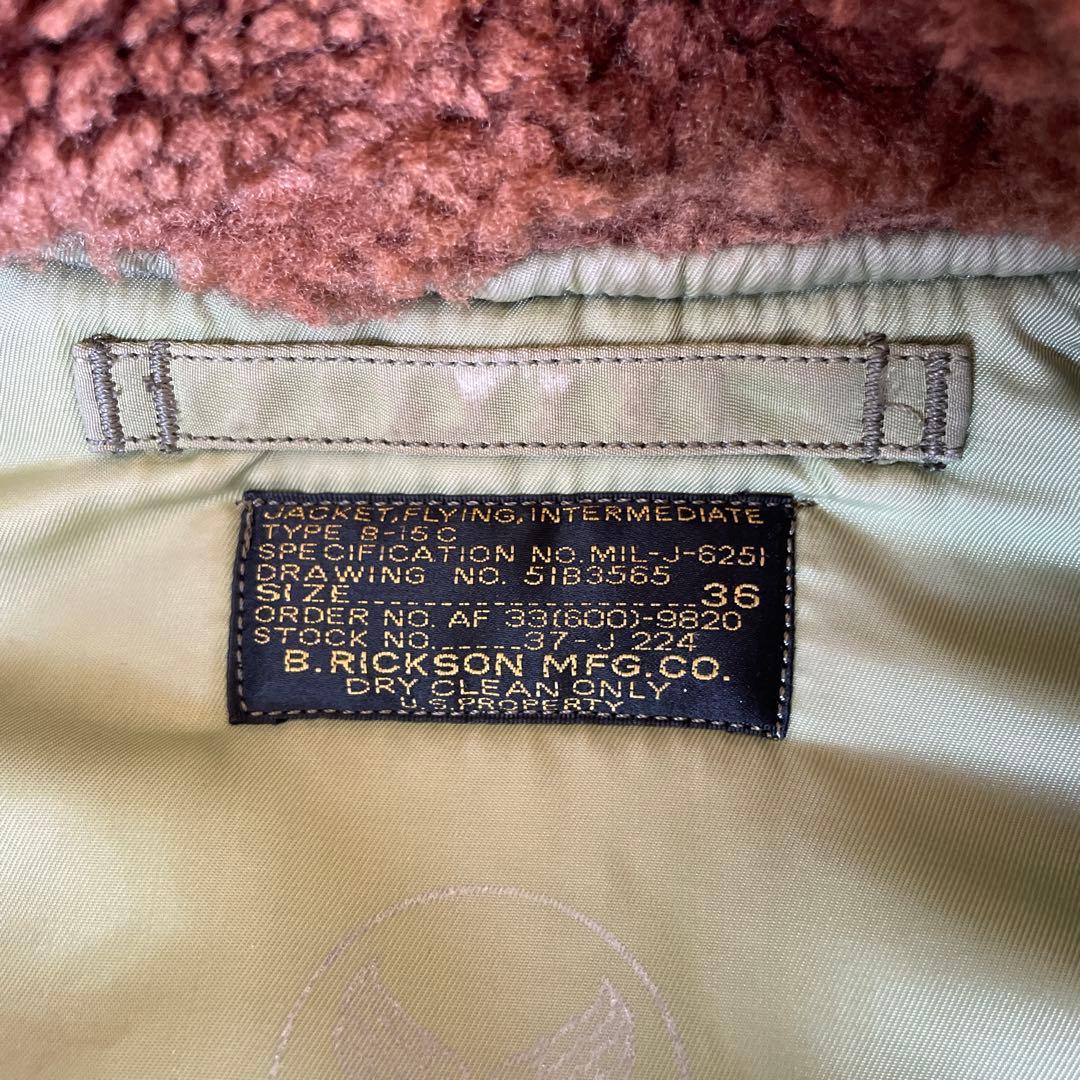 JACKET, FLYING, INTERMEDIATE
TYPE B-15C
SPECIFICATION NO. MIL-J-6251
DRAWING NO. 51B3565
SIZE 36
ORDER NO. AF 33(600)-9820
STOCK NO. 37-J 224
B. RICKSON MFG. CO.
DRY CLEAN ONLY
U.S. PROPERTY